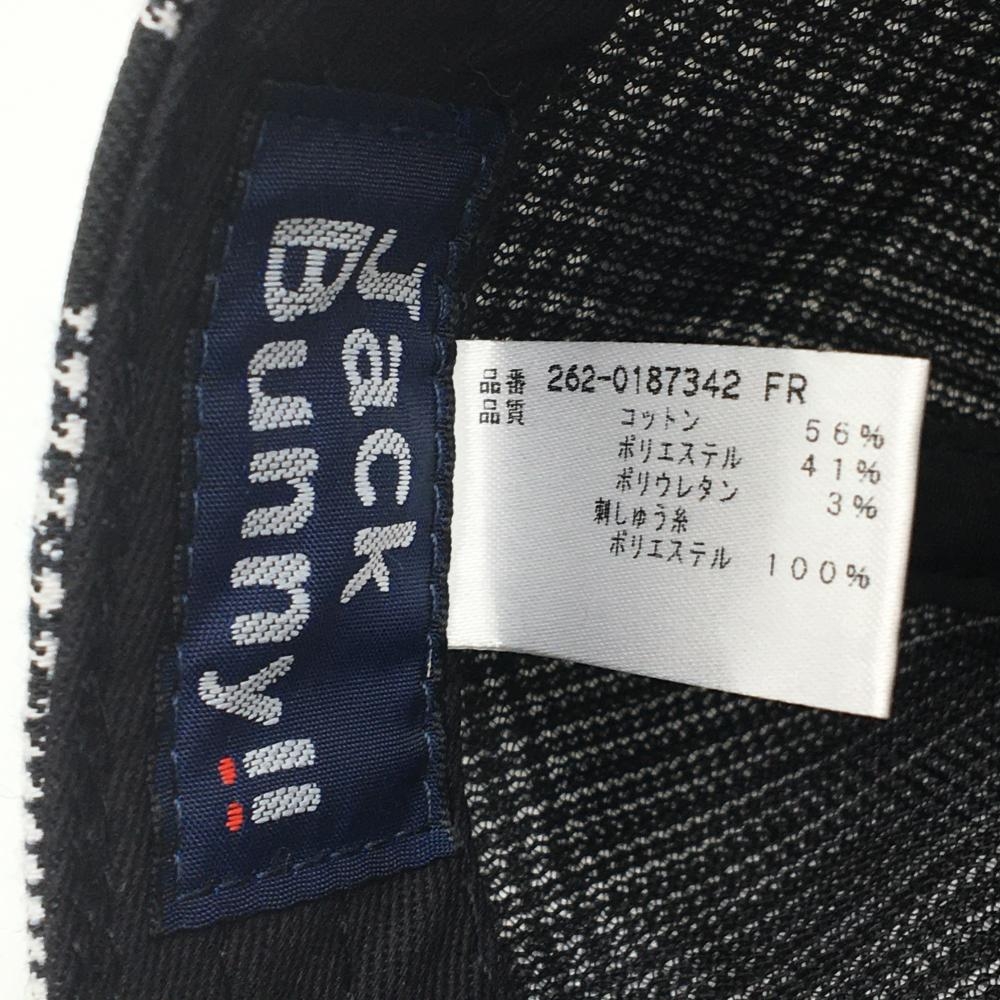 Jack
Bunny!!
品番 262-0187342 FR
品質 コットン 56%
ポリエステル 41%
ポリウレタン 3%
刺しゅう糸
ポリエステル 100%